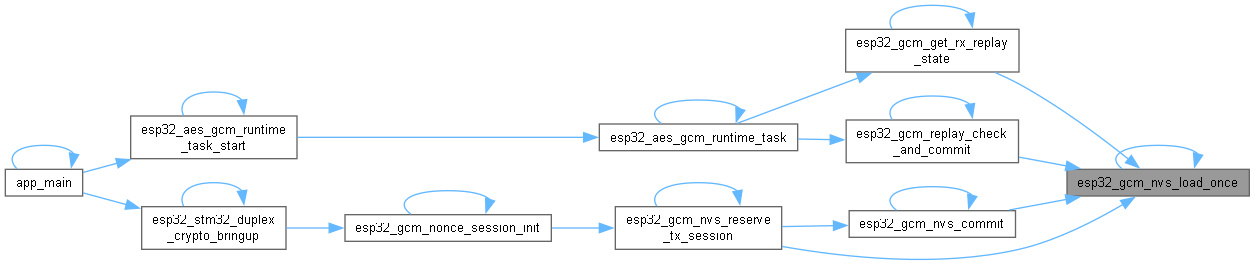 esp32_gcm_get_rx_replay
_state
esp32_aes_gcm_runtime
_task_start
esp32_aes_gcm_runtime_task
esp32_gcm_replay_check
_and_commit
app_main
esp32_gcm_nvs_load_once
esp32_stm32_duplex
_crypto_bringup
esp32_gcm_nonce_session_init
esp32_gcm_nvs_reserve
_tx_session
esp32_gcm_nvs_commit